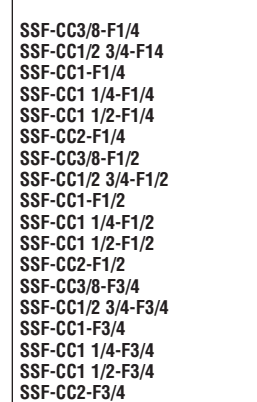 SSF-CC3/8-F1/4
SSF-CC1/2 3/4-F14
SSF-CC1-F1/4
SSF-CC1 1/4-F1/4
SSF-CC1 1/2-F1/4
SSF-CC2-F1/4
SSF-CC3/8-F1/2
SSF-CC1/2 3/4-F1/2
SSF-CC1-F1/2
SSF-CC1 1/4-F1/2
SSF-CC1 1/2-F1/2
SSF-CC2-F1/2
SSF-CC3/8-F3/4
SSF-CC1/2 3/4-F3/4
SSF-CC1-F3/4
SSF-CC1 1/4-F3/4
SSF-CC1 1/2-F3/4
SSF-CC2-F3/4